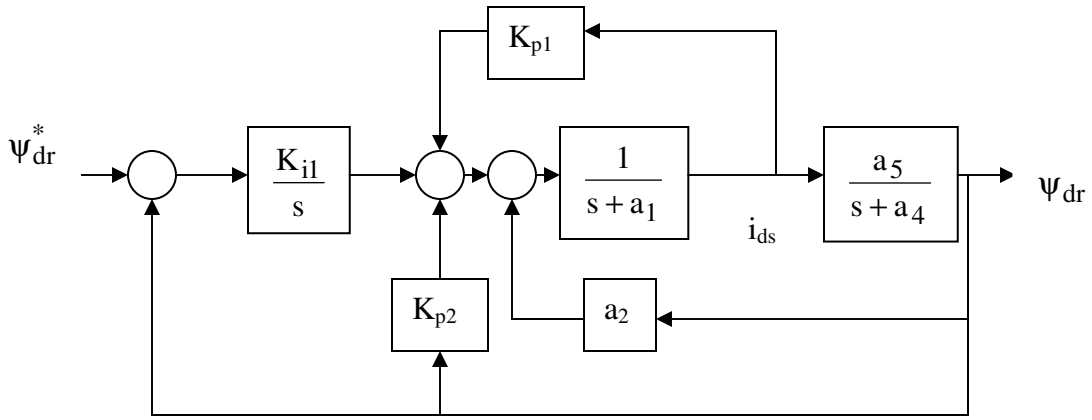 K_p1
ψ*_dr
K_i1
s
1
s + a_1
a_5
s + a_4
ψ_dr
i_ds
K_p2
a_2